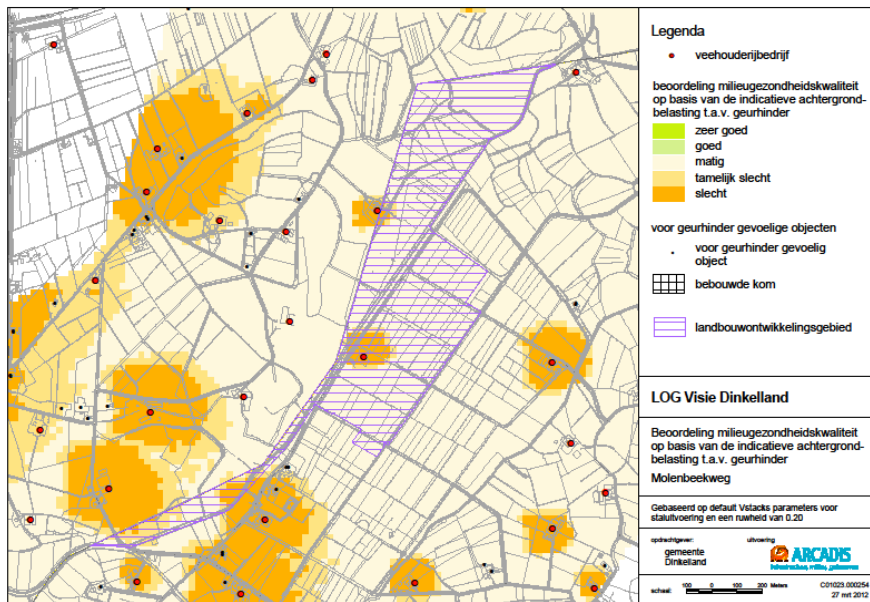 Legenda
veehouderijbedrijf
beoordeling milieugezondheidskwaliteit
op basis van de indicatieve achtergrond-
belasting t.a.v. geurhinder
zeer goed
goed
matig
tamelijk slecht
slecht
voor geurhinder gevoelige objecten
voor geurhinder gevoelig
object
bebouwde kom
landbouwontwikkelingsgebied
LOG Visie Dinkelland
Beoordeling milieugezondheidskwaliteit
op basis van de indicatieve achtergrond-
belasting t.a.v. geurhinder
Molenbeekweg
Gebaseerd op default Vstacks parameters voor
staluitvoering en een ruwheid van 0.20
opdrachtgever: uitvoering
gemeente
Dinkelland
ARCADIS
Infrastructuur, milieu, gebouwen
schaal: 100 0 100 200 Meters
C01023.000254
27 mrt 2012